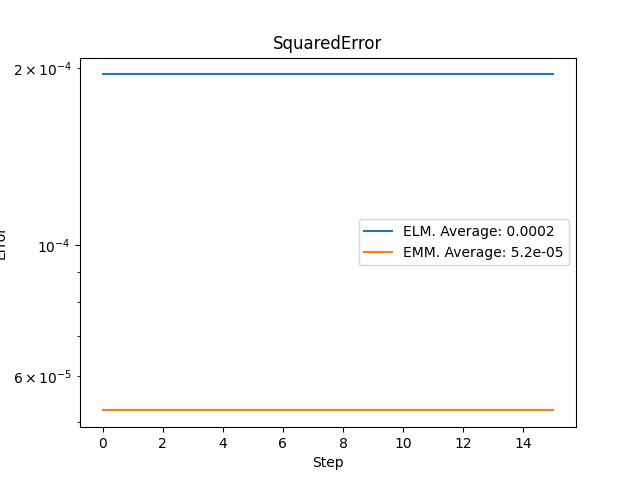 SquaredError
2 × 10⁻⁴
10⁻⁴
6 × 10⁻⁵
ELM. Average: 0.0002
EMM. Average: 5.2e-05
0 2 4 6 8 10 12 14
Step